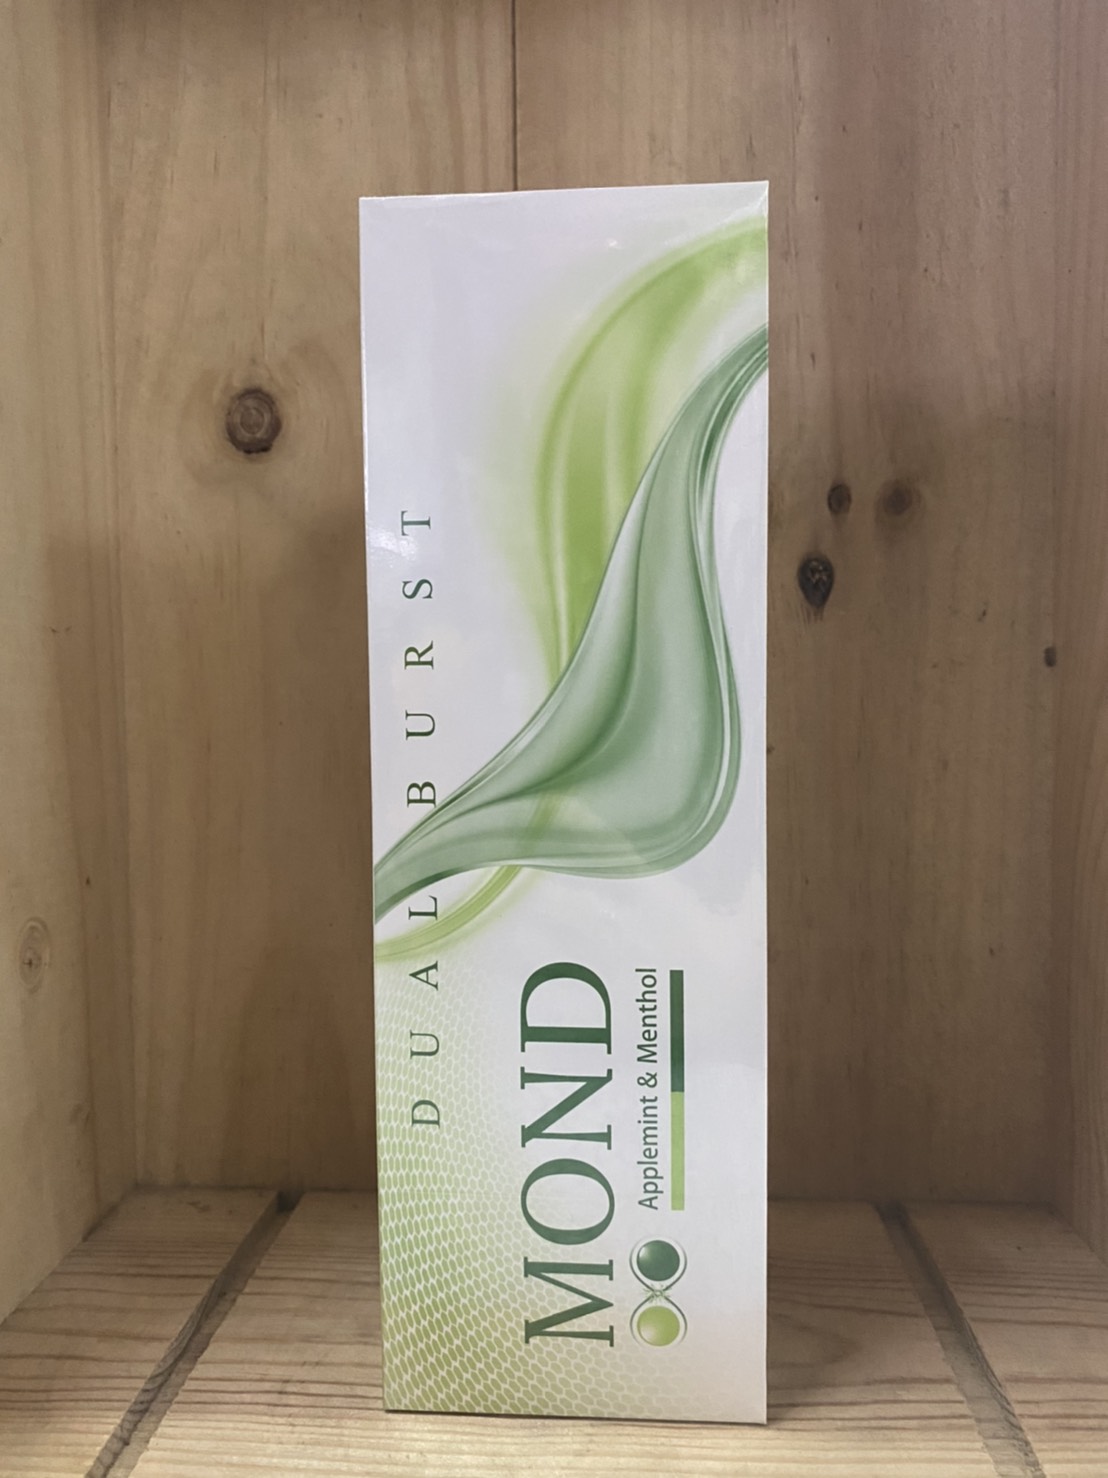 DUAL BURST
MOND
Applemint & Menthol